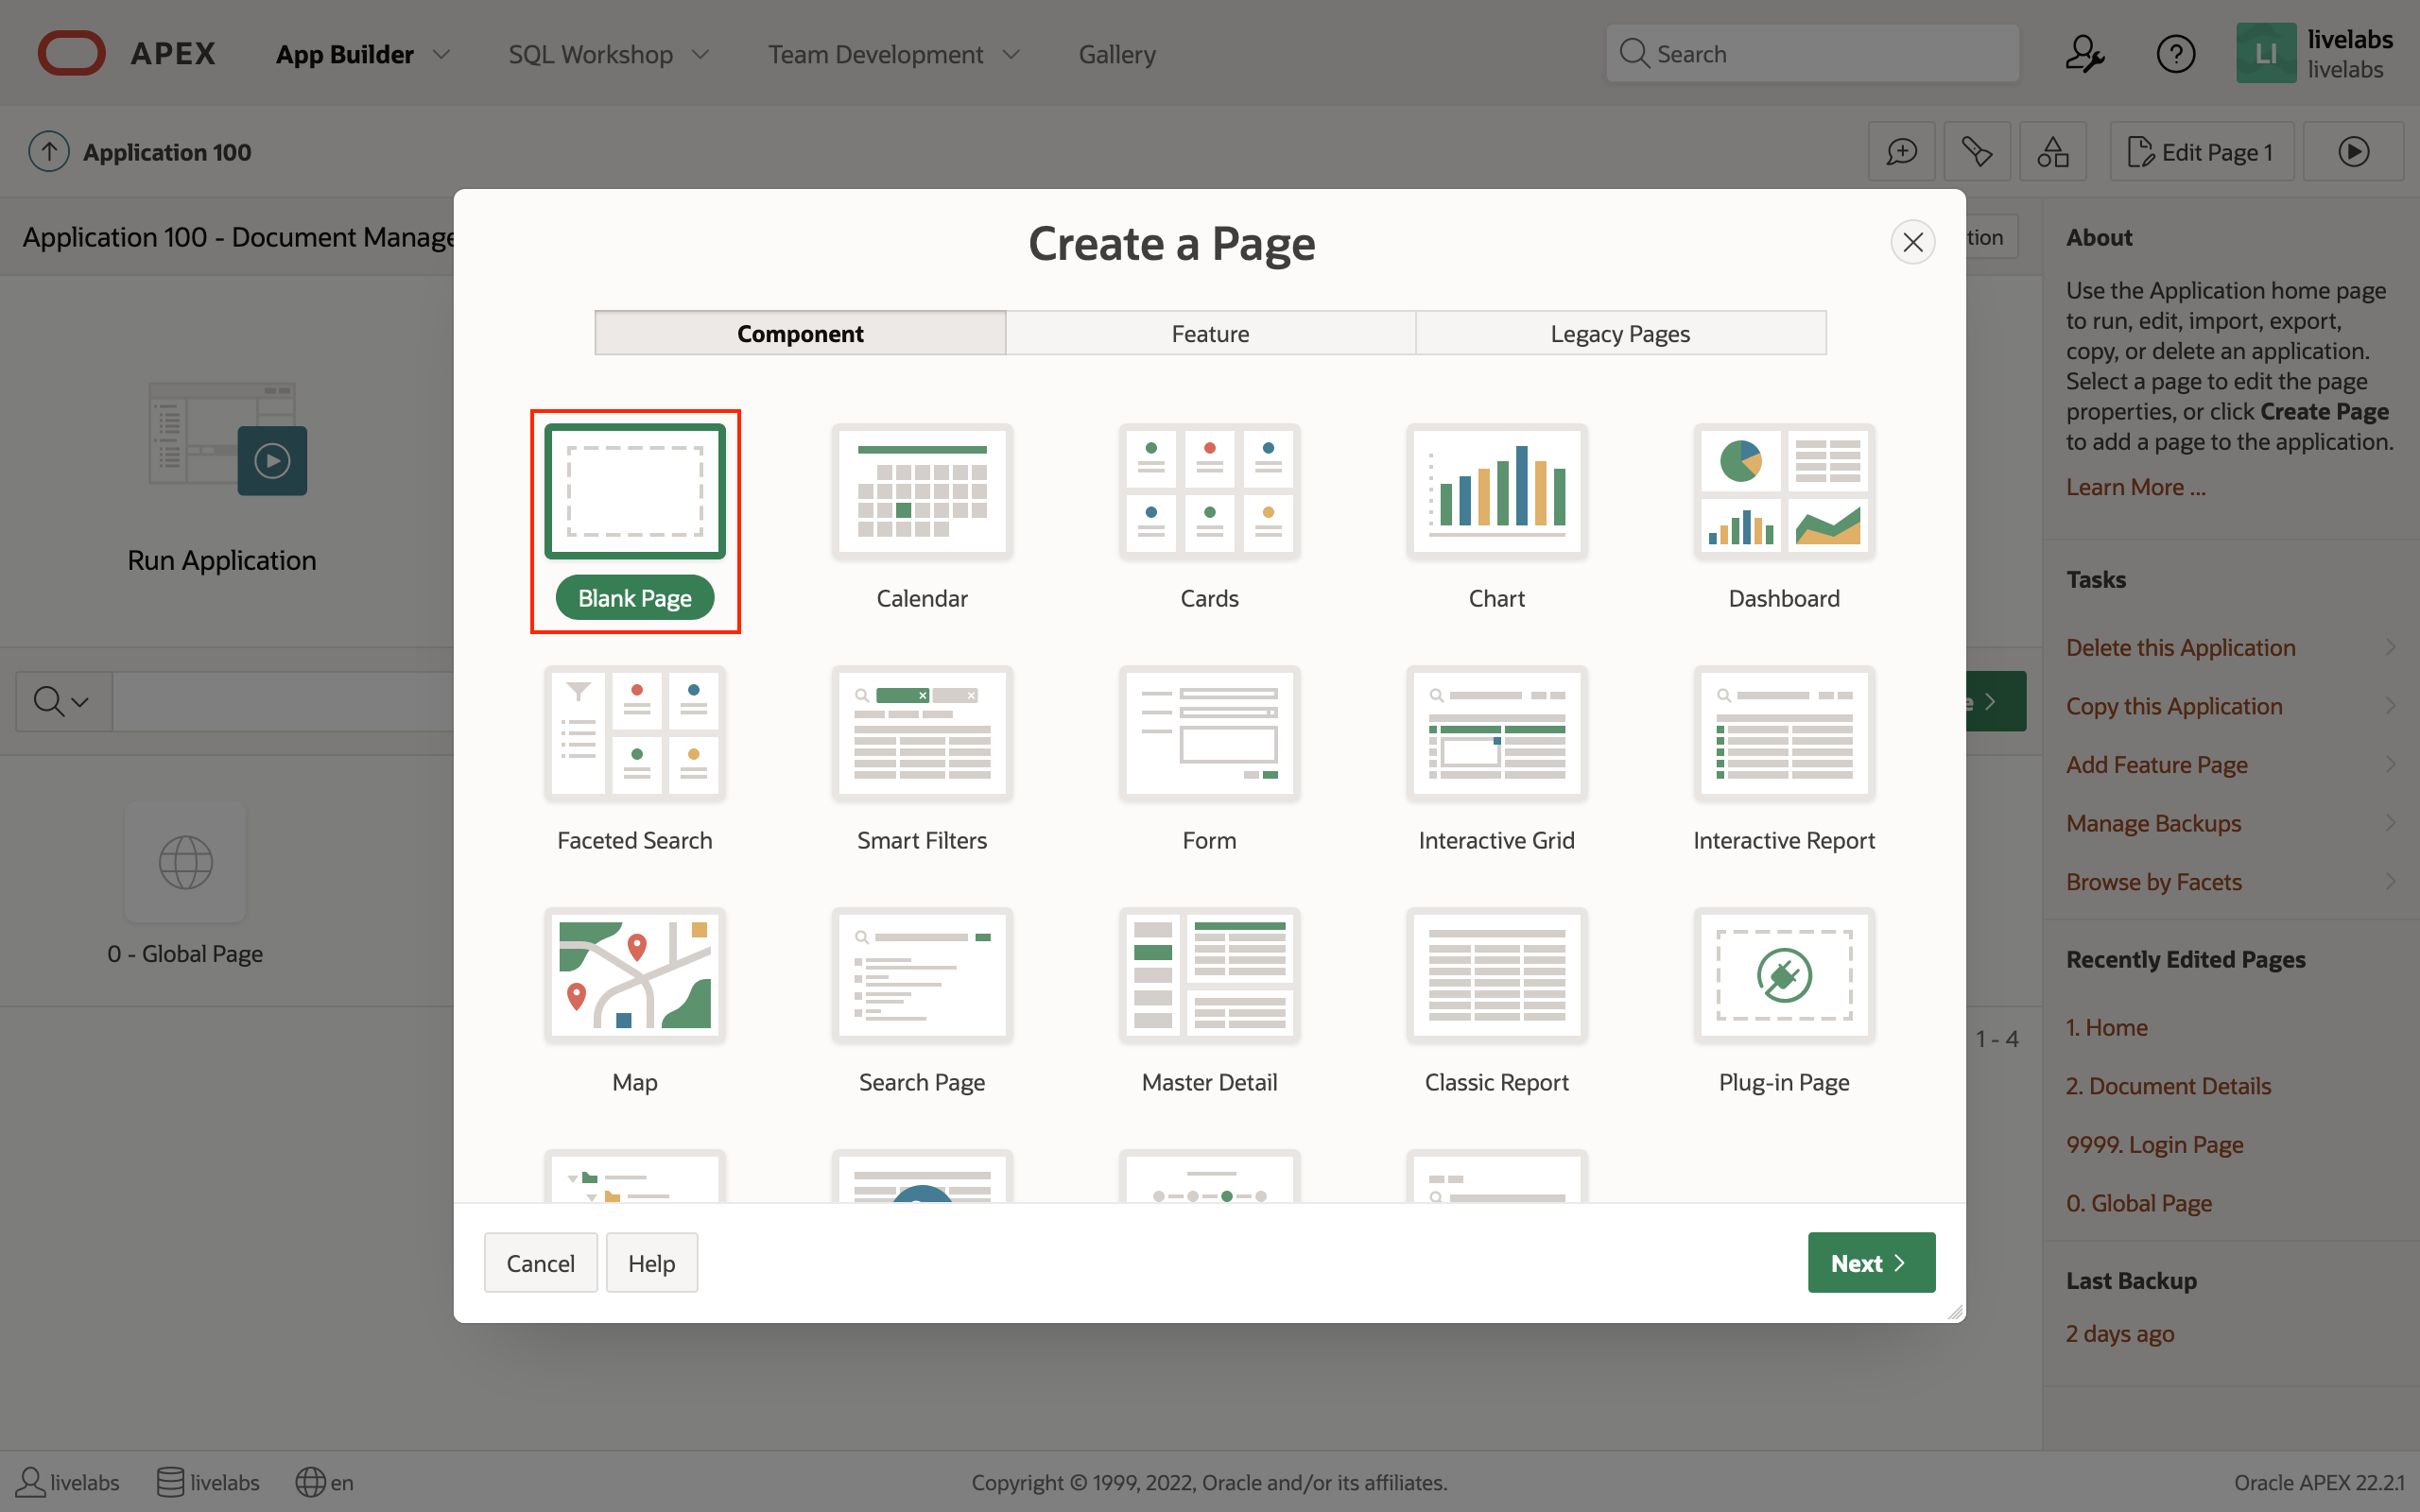 APEX
App Builder
SQL Workshop
Team Development
Gallery
Search
LI
livelabs
livelabs
Application 100
Edit Page 1
Application 100 - Document Manage
tion
Run Application
e
0 - Global Page
1 - 4
Create a Page
Component
Feature
Legacy Pages
Blank Page
Calendar
Cards
Chart
Dashboard
Faceted Search
Smart Filters
Form
Interactive Grid
Interactive Report
Map
Search Page
Master Detail
Classic Report
Plug-in Page
Cancel
Help
Next
About
Use the Application home page
to run, edit, import, export,
copy, or delete an application.
Select a page to edit the page
properties, or click Create Page
to add a page to the application.
Learn More ...
Tasks
Delete this Application
Copy this Application
Add Feature Page
Manage Backups
Browse by Facets
Recently Edited Pages
1. Home
2. Document Details
9999. Login Page
0. Global Page
Last Backup
2 days ago
livelabs
livelabs
en
Copyright © 1999, 2022, Oracle and/or its affiliates.
Oracle APEX 22.2.1